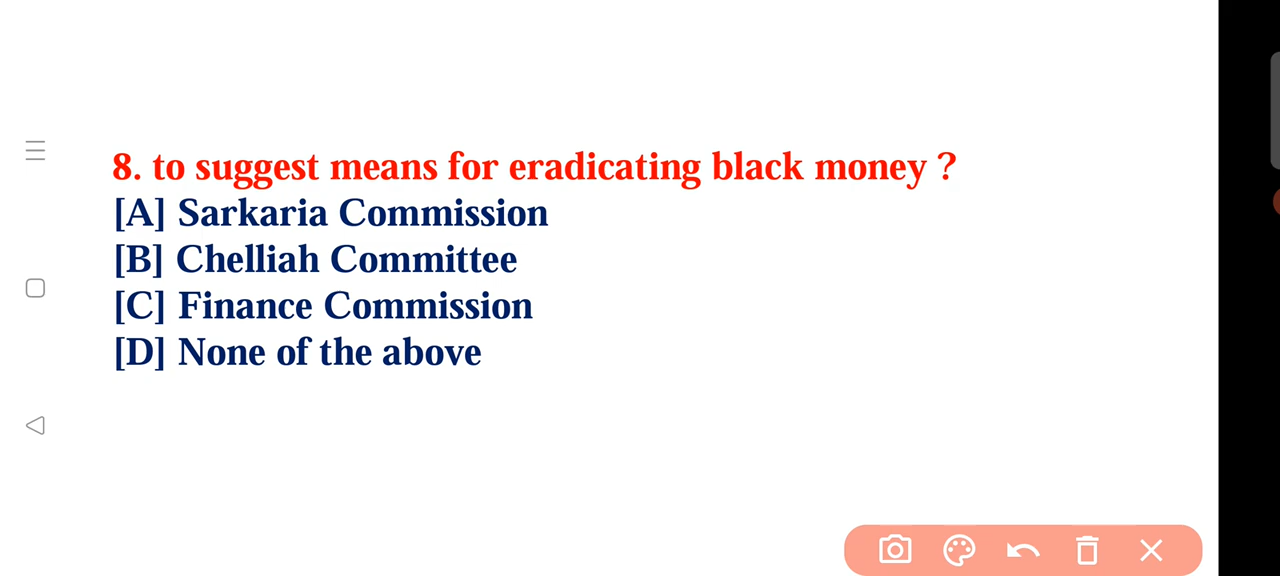 8. to suggest means for eradicating black money ?
[A] Sarkaria Commission
[B] Chelliah Committee
[C] Finance Commission
[D] None of the above